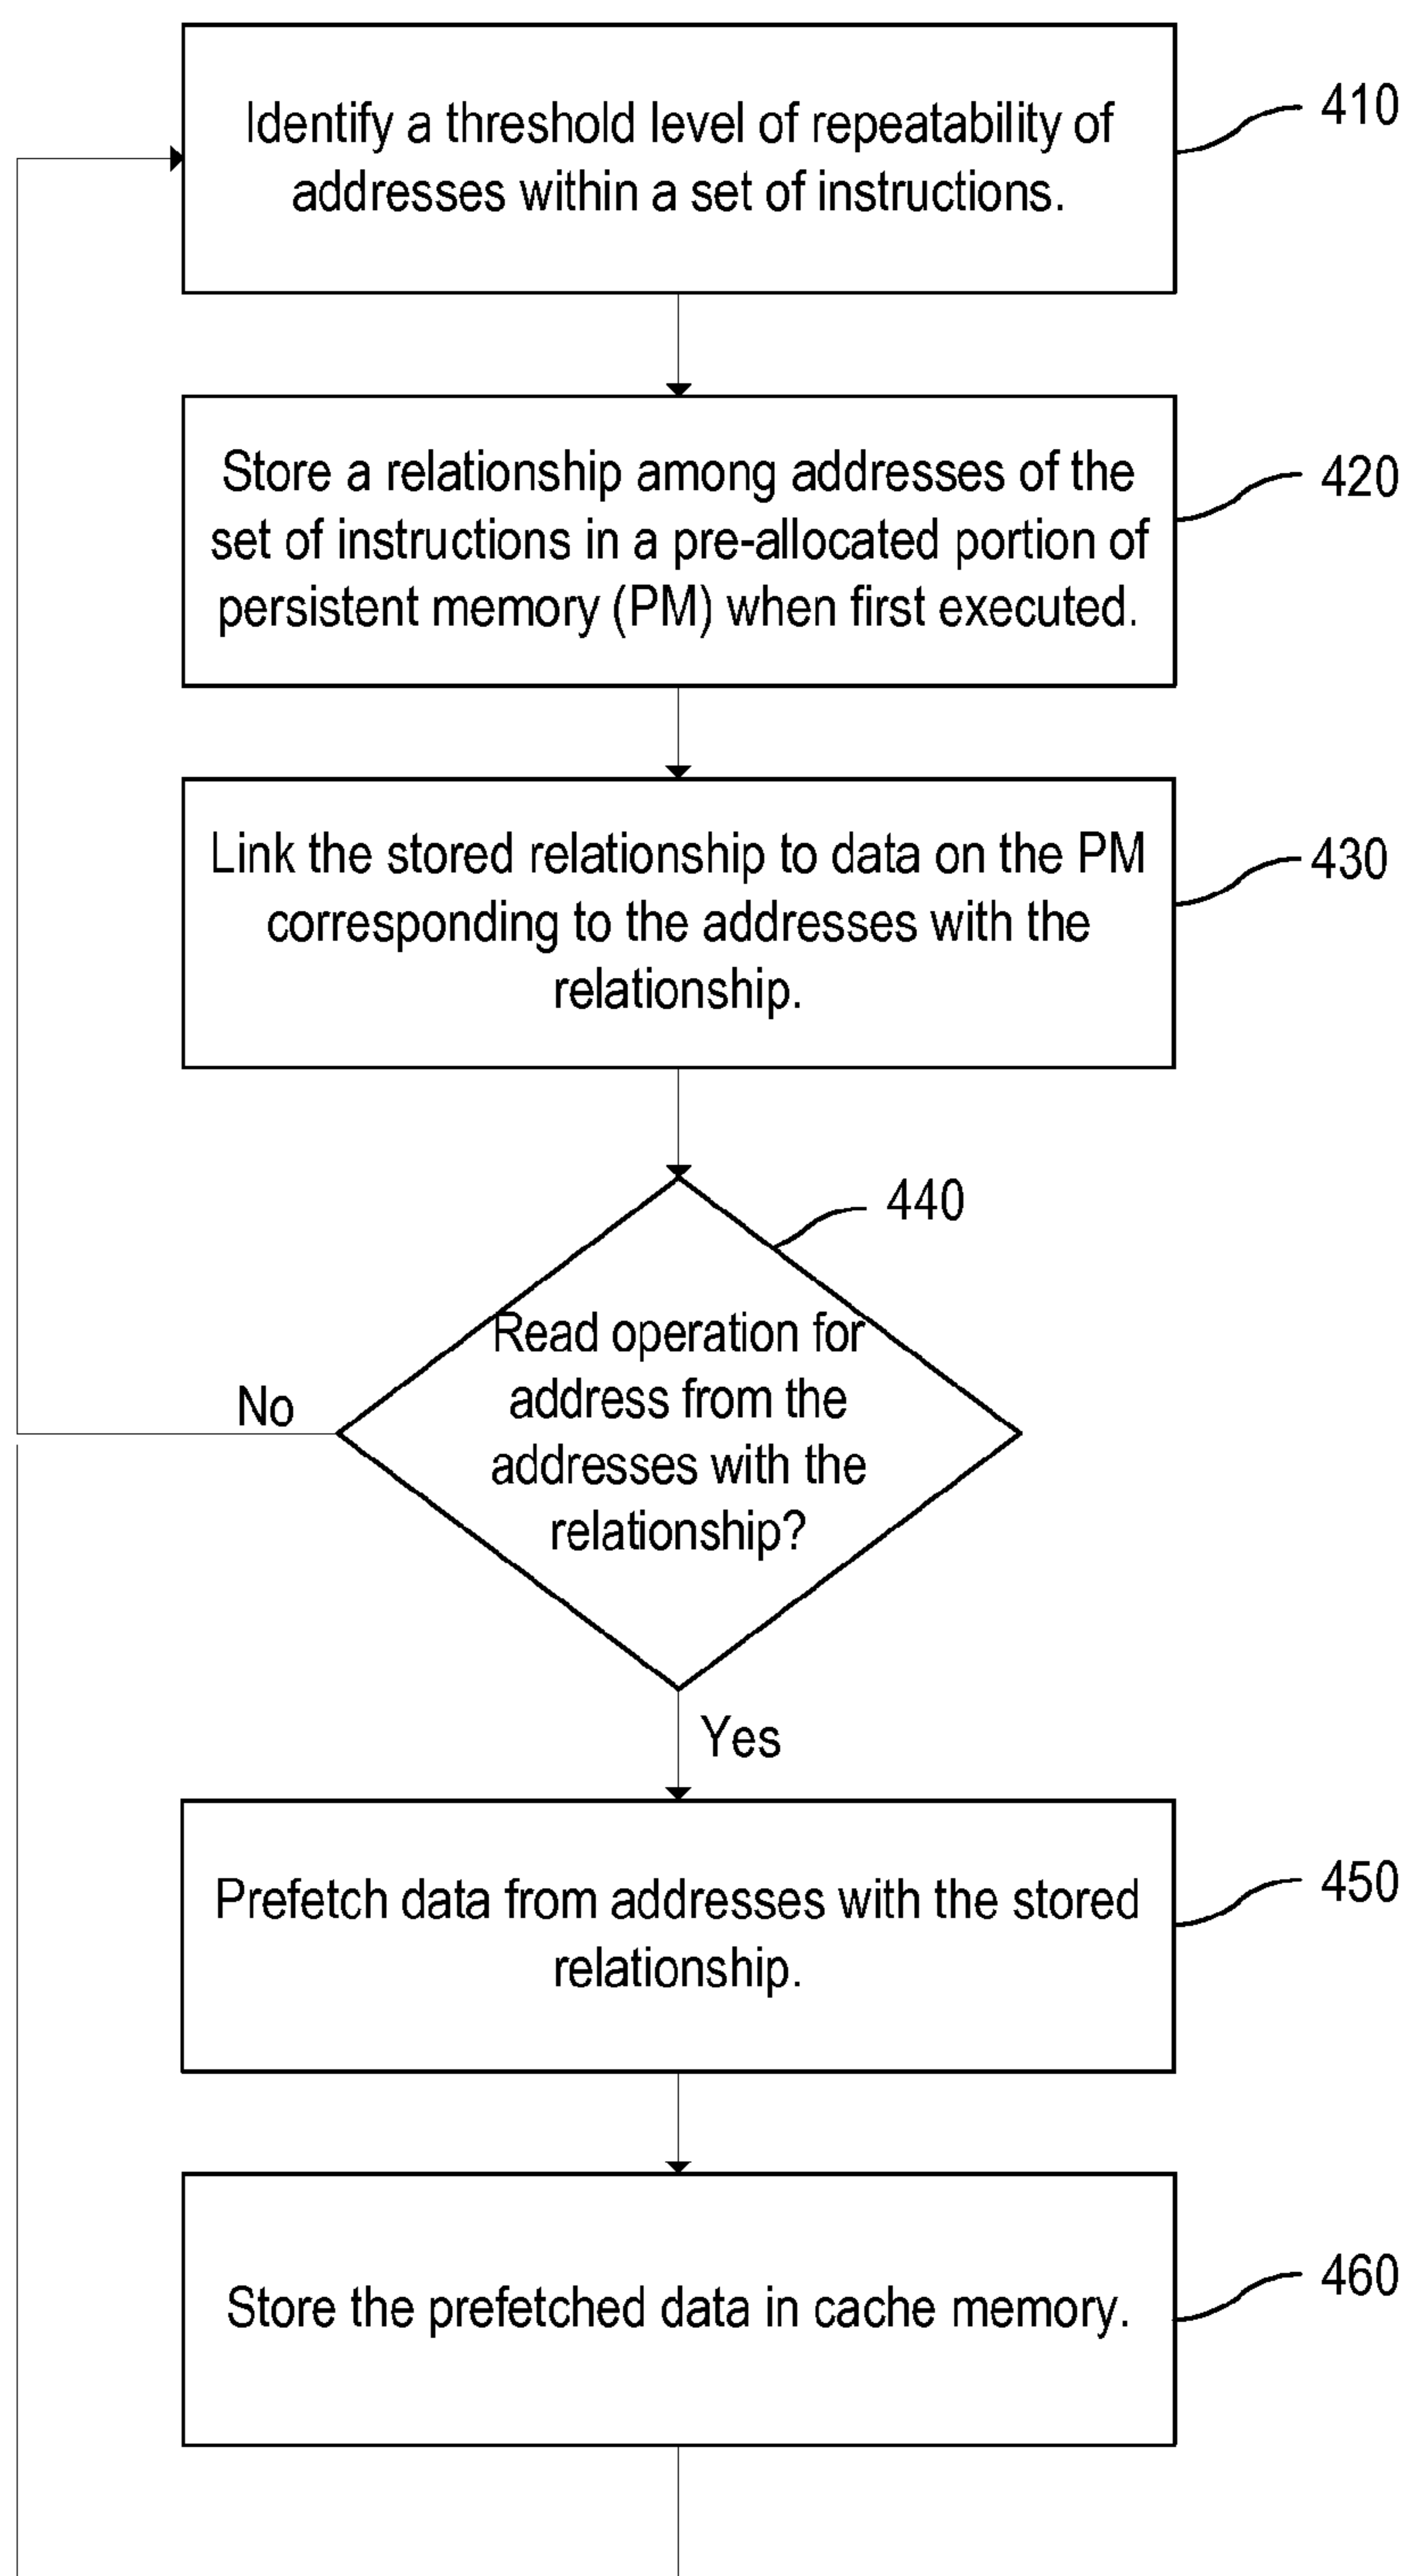 Identify a threshold level of repeatability of
addresses within a set of instructions.
410
Store a relationship among addresses of the
set of instructions in a pre-allocated portion of
persistent memory (PM) when first executed.
420
Link the stored relationship to data on the PM
corresponding to the addresses with the
relationship.
430
440
Read operation for
address from the
addresses with the
relationship?
No
Yes
Prefetch data from addresses with the stored
relationship.
450
Store the prefetched data in cache memory.
460